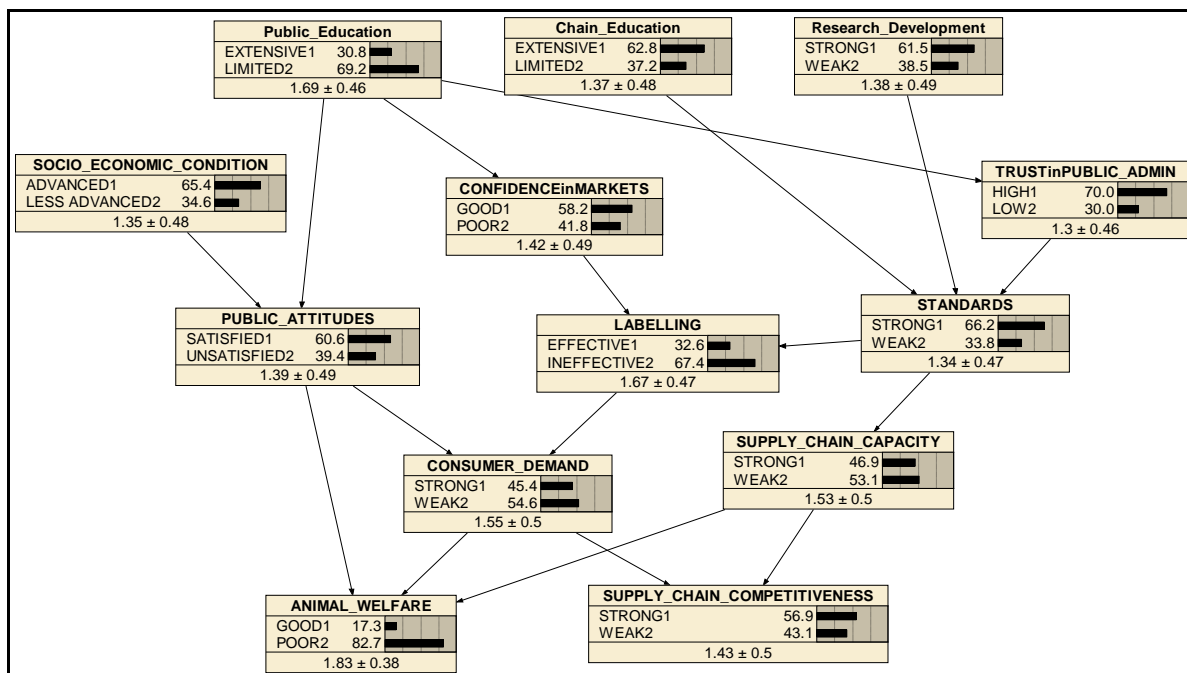 Public_Education
EXTENSIVE1 30.8
LIMITED2 69.2
1.69 ± 0.46
Chain_Education
EXTENSIVE1 62.8
LIMITED2 37.2
1.37 ± 0.48
Research_Development
STRONG1 61.5
WEAK2 38.5
1.38 ± 0.49
SOCIO_ECONOMIC_CONDITION
ADVANCED1 65.4
LESS ADVANCED2 34.6
1.35 ± 0.48
CONFIDENCEinMARKETS
GOOD1 58.2
POOR2 41.8
1.42 ± 0.49
TRUSTinPUBLIC_ADMIN
HIGH1 70.0
LOW2 30.0
1.3 ± 0.46
PUBLIC_ATTITUDES
SATISFIED1 60.6
UNSATISFIED2 39.4
1.39 ± 0.49
LABELLING
EFFECTIVE1 32.6
INEFFECTIVE2 67.4
1.67 ± 0.47
STANDARDS
STRONG1 66.2
WEAK2 33.8
1.34 ± 0.47
CONSUMER_DEMAND
STRONG1 45.4
WEAK2 54.6
1.55 ± 0.5
SUPPLY_CHAIN_CAPACITY
STRONG1 46.9
WEAK2 53.1
1.53 ± 0.5
ANIMAL_WELFARE
GOOD1 17.3
POOR2 82.7
1.83 ± 0.38
SUPPLY_CHAIN_COMPETITIVENESS
STRONG1 56.9
WEAK2 43.1
1.43 ± 0.5